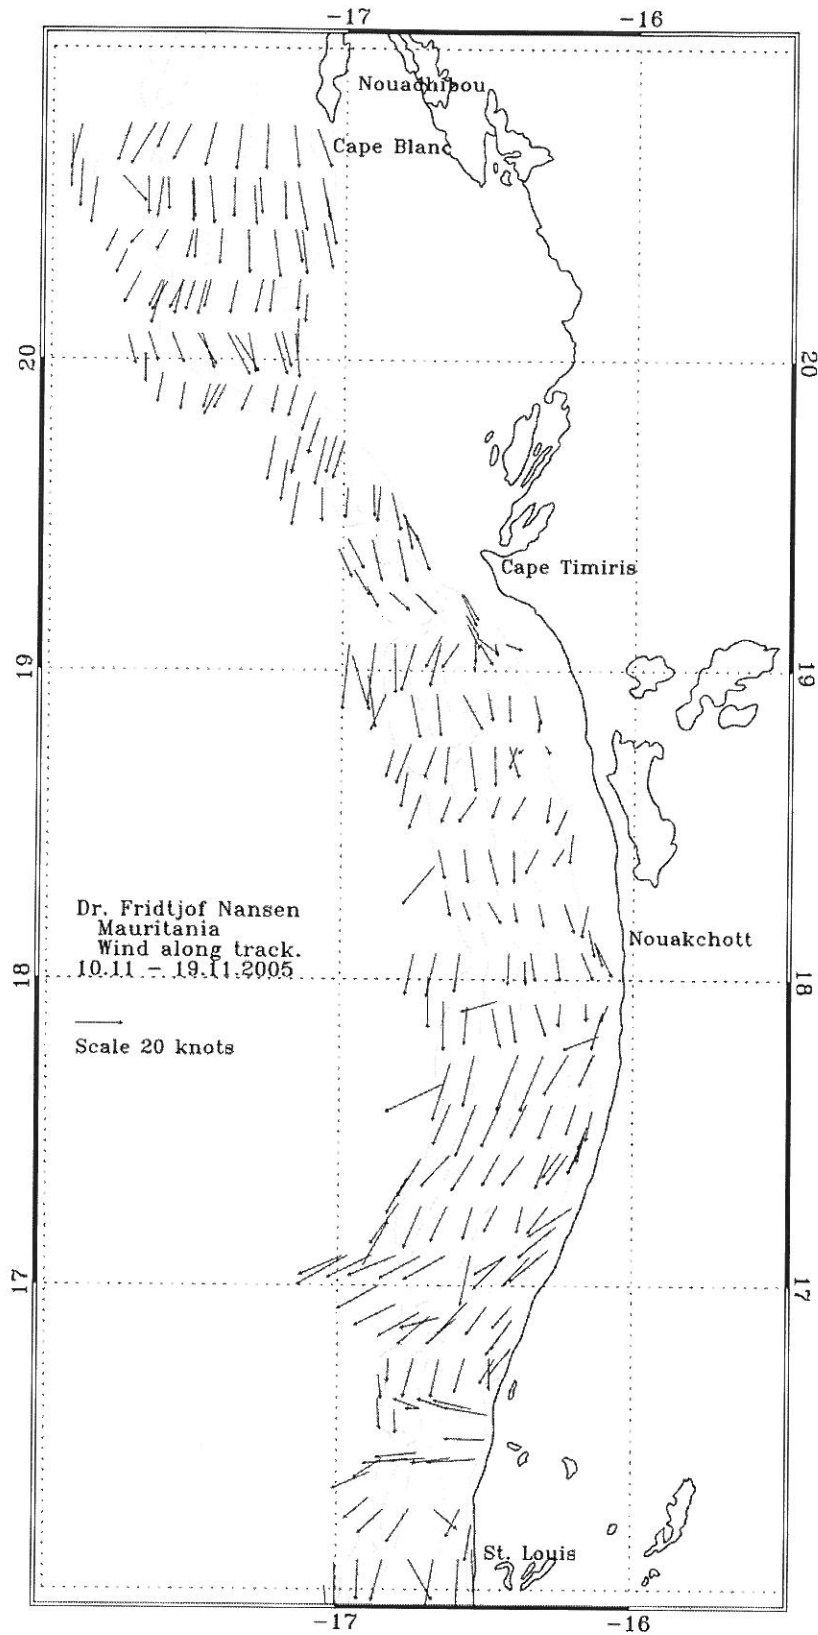 -17 -16
Nouadhibou
Cape Blanc
20 20
Cape Timiris
19 19
Dr. Fridtjof Nansen
Mauritania
Wind along track.
10.11 - 19.11.2005
Nouakchott
18 18
Scale 20 knots
17 17
St. Louis
-17 -16